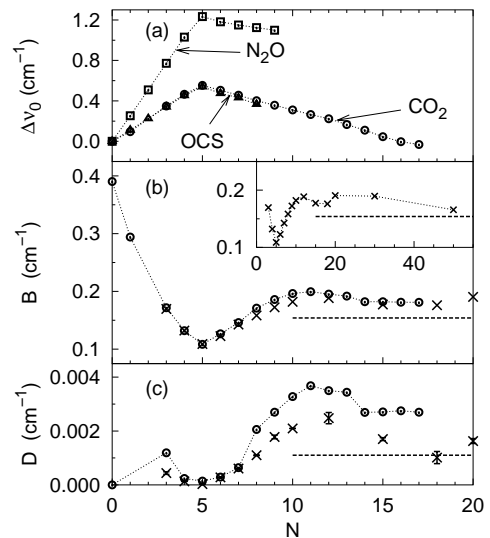 1.2
0.8
0.4
0.0
Δν₀ (cm⁻¹)
(a)
N₂O
CO₂
OCS
0.4
0.3
0.2
0.1
B (cm⁻¹)
(b)
0.2
0.1
0 20 40
0.004
0.002
0.000
D (cm⁻¹)
(c)
0 5 10 15 20
N